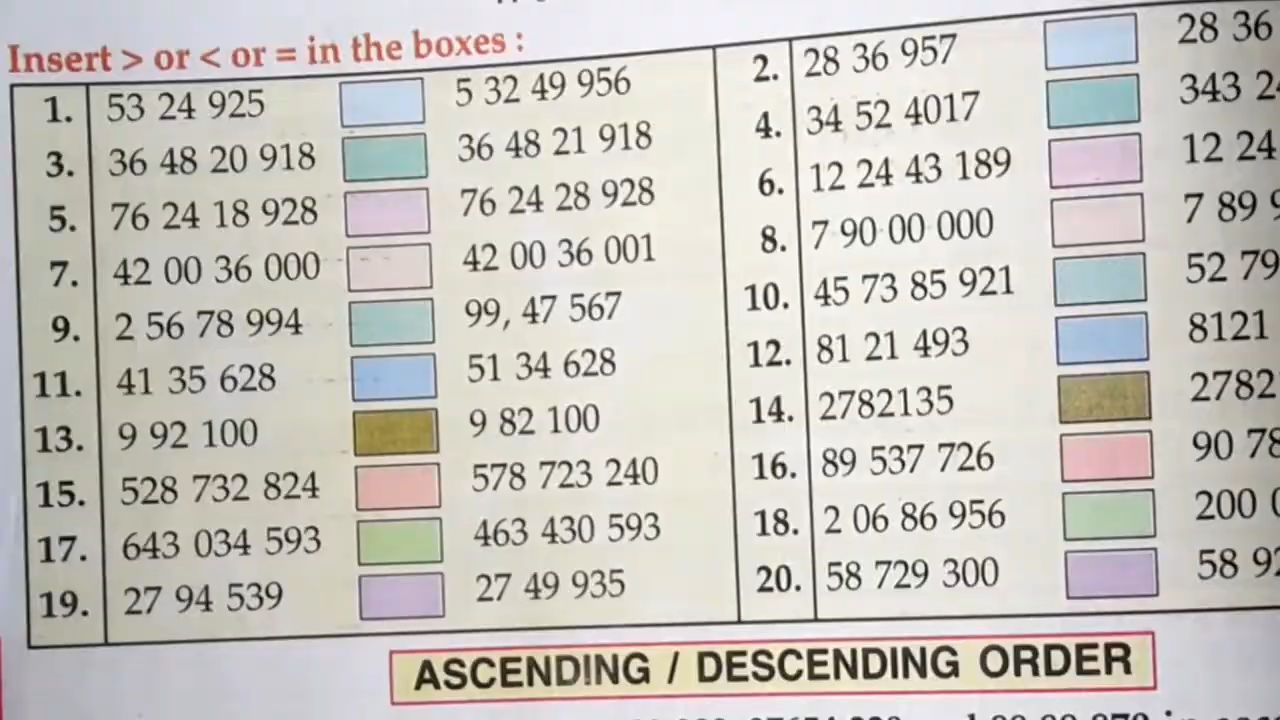 Insert > or < or = in the boxes :
1. 53 24 925 5 32 49 956
2. 28 36 957 28 36
3. 36 48 20 918 36 48 21 918
4. 34 52 4017 343 24
5. 76 24 18 928 76 24 28 928
6. 12 24 43 189 12 24
7. 42 00 36 000 42 00 36 001
8. 7 90 00 000 7 89 9
9. 2 56 78 994 99, 47 567
10. 45 73 85 921 52 79
11. 41 35 628 51 34 628
12. 81 21 493 8121
13. 9 92 100 9 82 100
14. 2782135 2782
15. 528 732 824 578 723 240
16. 89 537 726 90 78
17. 643 034 593 463 430 593
18. 2 06 86 956 200 0
19. 27 94 539 27 49 935
20. 58 729 300 58 92
ASCENDING / DESCENDING ORDER